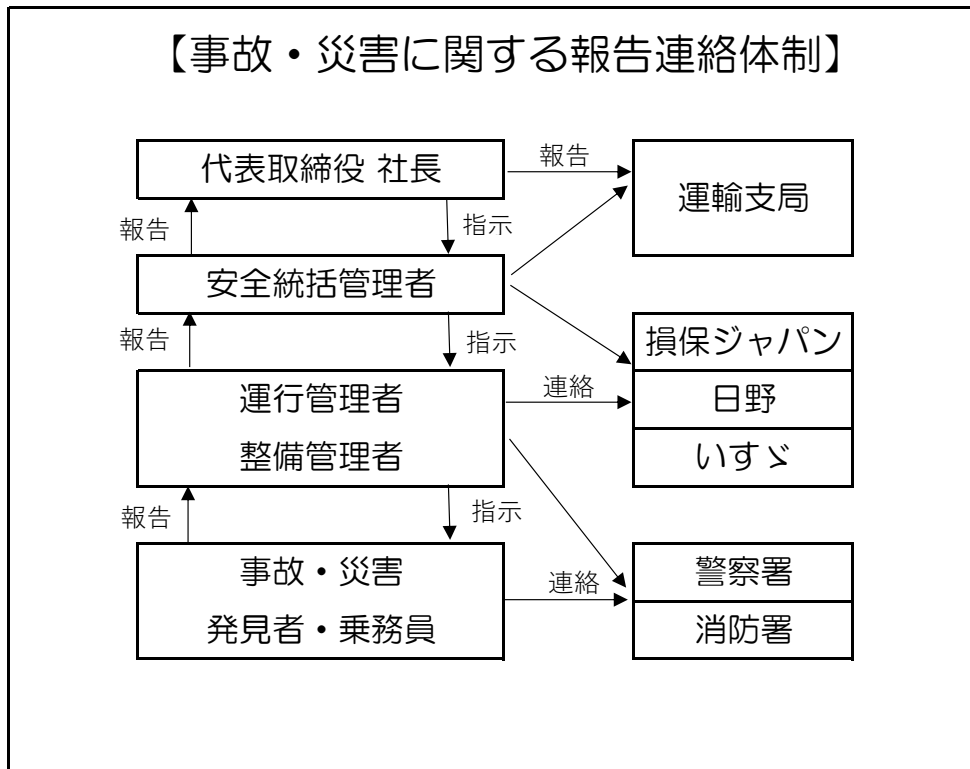 【事故・災害に関する報告連絡体制】
代表取締役 社長
報告
運輸支局
報告
指示
安全統括管理者
報告
指示
損保ジャパン
運行管理者
整備管理者
連絡
日野
いすゞ
報告
指示
事故・災害
発見者・乗務員
連絡
警察署
消防署